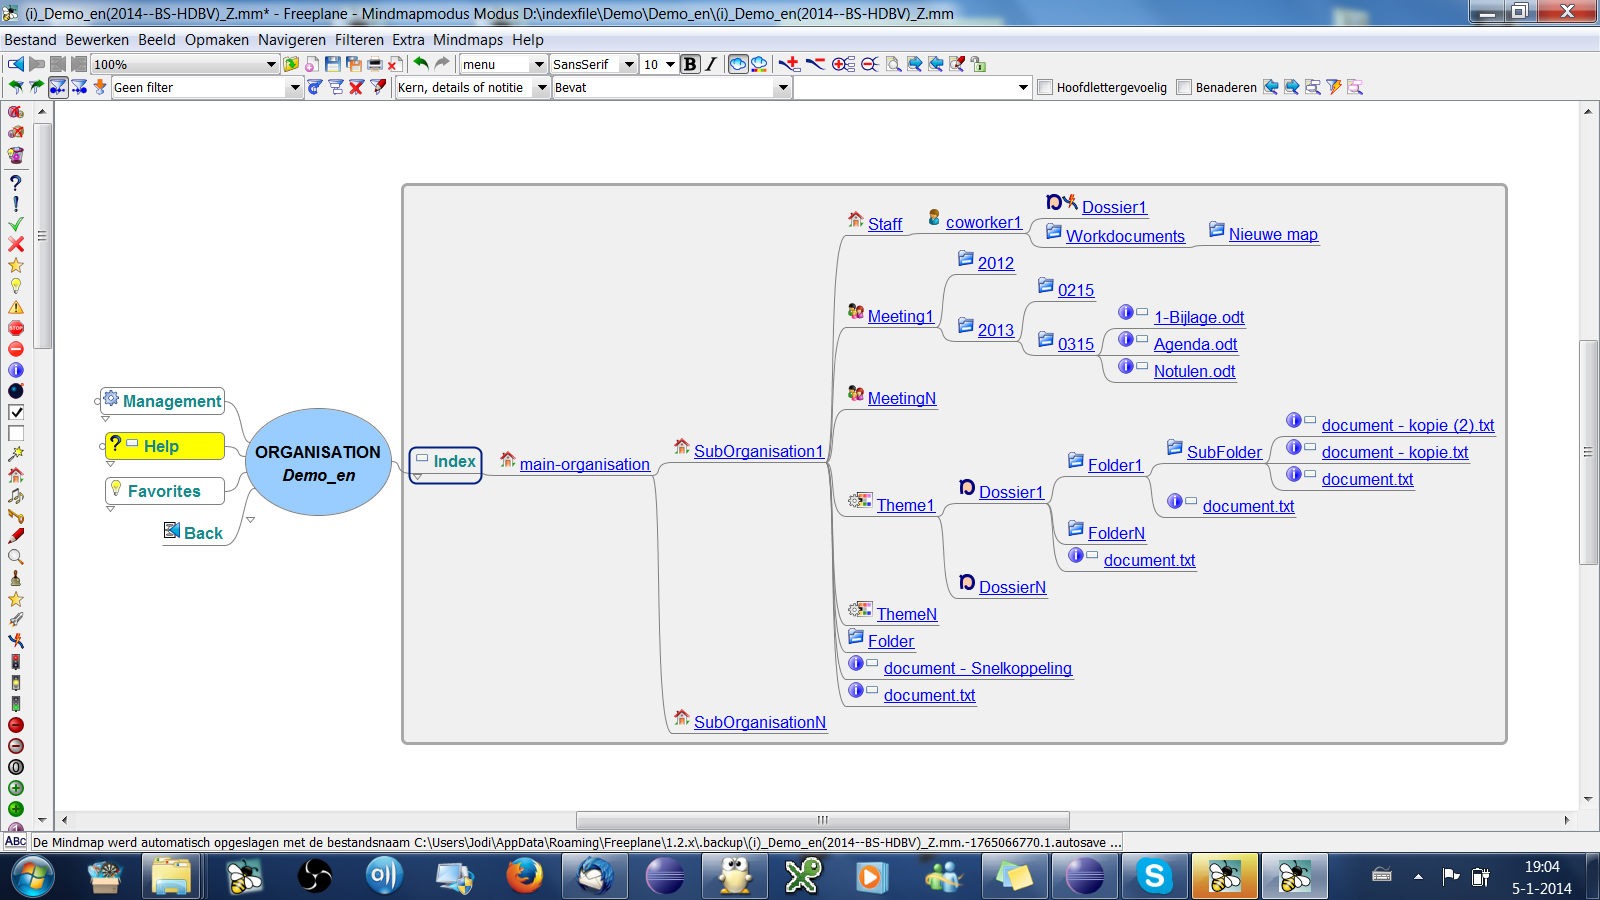 (i)_Demo_en(2014--BS-HDBV)_Z.mm* - Freeplane - Mindmapmodus Modus D:\indexfile\Demo\Demo_en\(i)_Demo_en(2014--BS-HDBV)_Z.mm
Bestand Bewerken Beeld Opmaken Navigeren Filteren Extra Mindmaps Help
100% menu SansSerif 10 B I
Geen filter Kern, details of notitie Bevat Hoofdlettergevoelig Benaderen
Staff
coworker1
Dossier1
Workdocuments
Nieuwe map
Meeting1
2012
2013
0215
0315
1-Bijlage.odt
Agenda.odt
Notulen.odt
MeetingN
Management
Help
Favorites
Back
ORGANISATION
Demo_en
Index
main-organisation
SubOrganisation1
Theme1
Dossier1
Folder1
SubFolder
document - kopie (2).txt
document - kopie.txt
document.txt
document.txt
FolderN
document.txt
DossierN
ThemeN
Folder
document - Snelkoppeling
document.txt
SubOrganisationN
ABC De Mindmap werd automatisch opgeslagen met de bestandsnaam C:\Users\Jodi\AppData\Roaming\Freeplane\1.2.x\.backup\(i)_Demo_en(2014--BS-HDBV)_Z.mm.-1765066770.1.autosave ...
19:04
5-1-2014